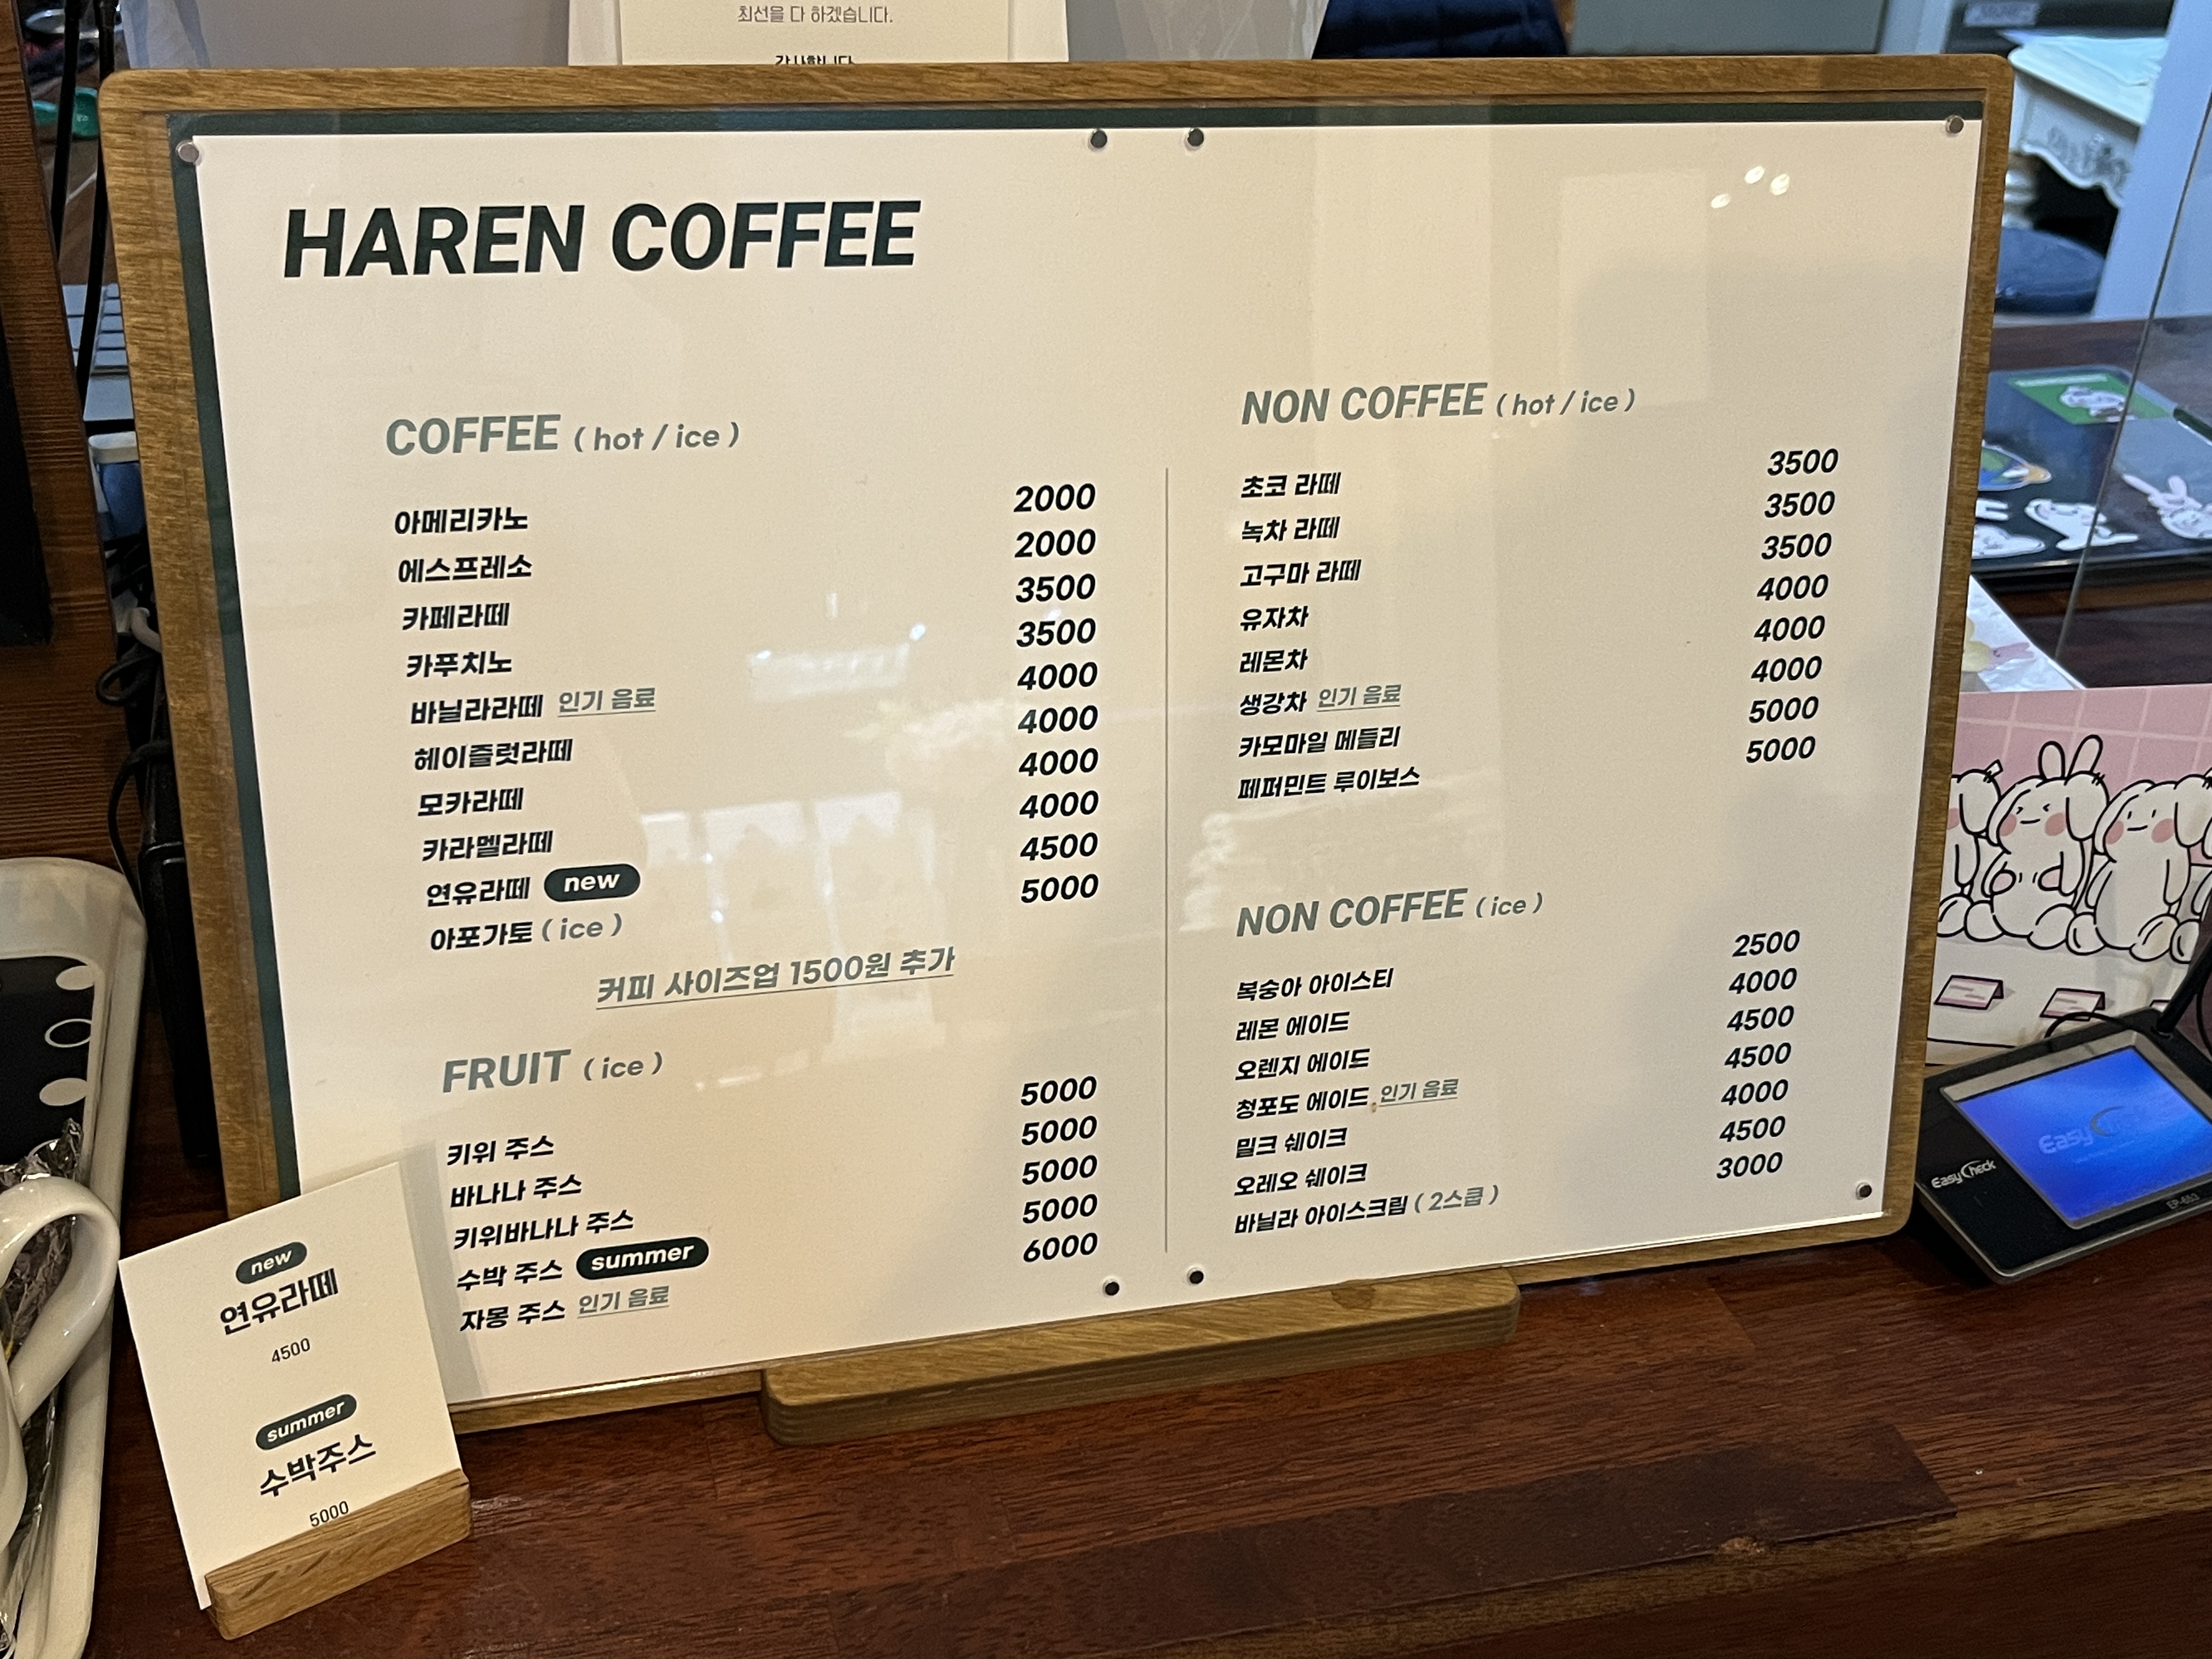 최선을 다 하겠습니다.
감사합니다
HAREN COFFEE
COFFEE ( hot / ice )
아메리카노 2000
에스프레소 2000
카페라떼 3500
카푸치노 3500
바닐라라떼 인기 음료 4000
헤이즐럿라떼 4000
모카라떼 4000
카라멜라떼 4000
연유라떼 new 4500
아포가토 ( ice ) 5000
커피 사이즈업 1500원 추가
FRUIT ( ice )
키위 주스 5000
바나나 주스 5000
키위바나나 주스 5000
수박 주스 summer 5000
자몽 주스 인기 음료 6000
NON COFFEE ( hot / ice )
초코 라떼 3500
녹차 라떼 3500
고구마 라떼 3500
유자차 4000
레몬차 4000
생강차 인기 음료 4000
카모마일 메들리 5000
페퍼민트 루이보스 5000
NON COFFEE ( ice )
복숭아 아이스티 2500
레몬 에이드 4000
오렌지 에이드 4500
청포도 에이드 인기 음료 4500
밀크 쉐이크 4000
오레오 쉐이크 4500
바닐라 아이스크림 ( 2스쿱 ) 3000
new
연유라떼
4500
summer
수박주스
5000
EasyCheck
EasyCheck